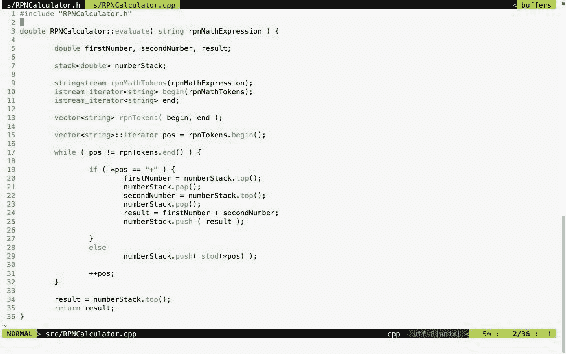 s/RPNCalculator.h s/RPNCalculator.cpp < buffers
1 #include "RPNCalculator.h"
2
3 double RPNCalculator::evaluate( string rpnMathExpression ) {
4
5 double firstNumber, secondNumber, result;
6
7 stack<double> numberStack;
8
9 stringstream rpnMathTokens(rpnMathExpression);
10 istream_iterator<string> begin(rpnMathTokens);
11 istream_iterator<string> end;
12
13 vector<string> rpnTokens( begin, end );
14
15 vector<string>::iterator pos = rpnTokens.begin();
16
17 while ( pos != rpnTokens.end() ) {
18
19 if ( *pos == "+" ) {
20 firstNumber = numberStack.top();
21 numberStack.pop();
22 secondNumber = numberStack.top();
23 numberStack.pop();
24 result = firstNumber + secondNumber;
25 numberStack.push ( result );
26
27 }
28 else
29 numberStack.push( stod(*pos) );
30
31 ++pos;
32 }
33
34 result = numberStack.top();
35 return result;
36 }
~
NORMAL > src/RPNCalculator.cpp cpp 5% : 2/36 : 1